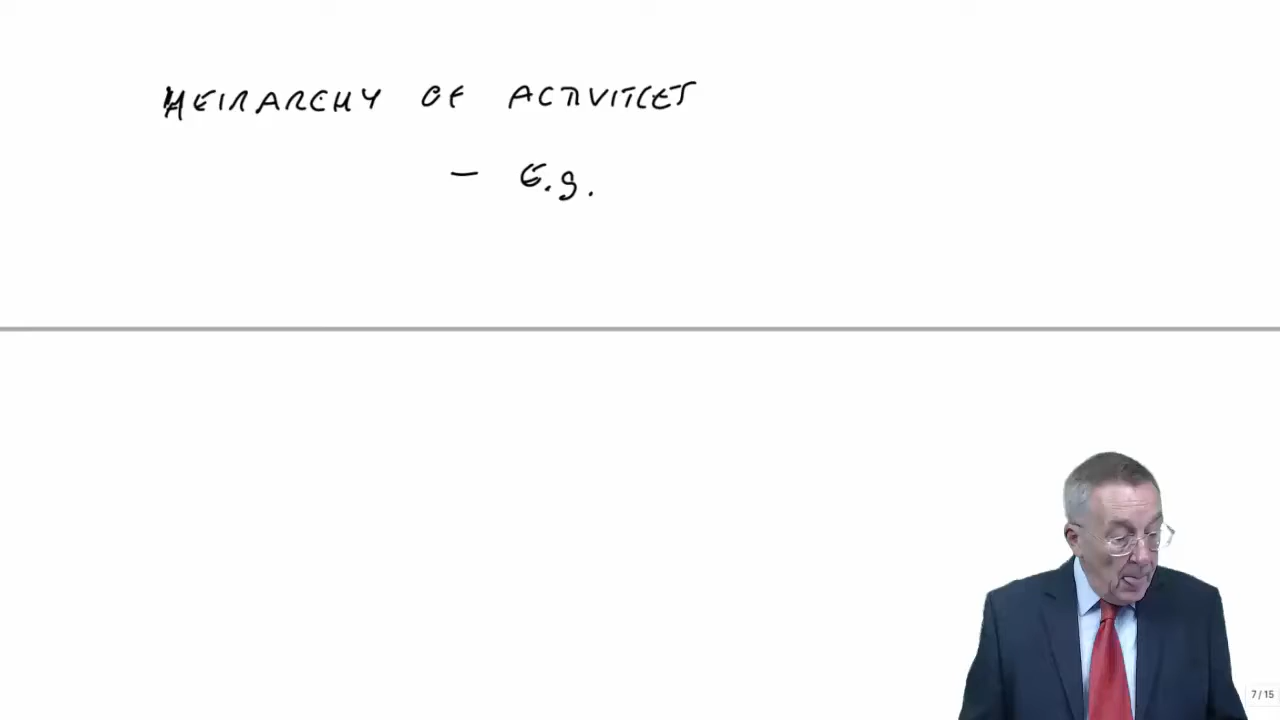 HEIRARCHY OF ACTIVITIES
- E.g.
7 / 15